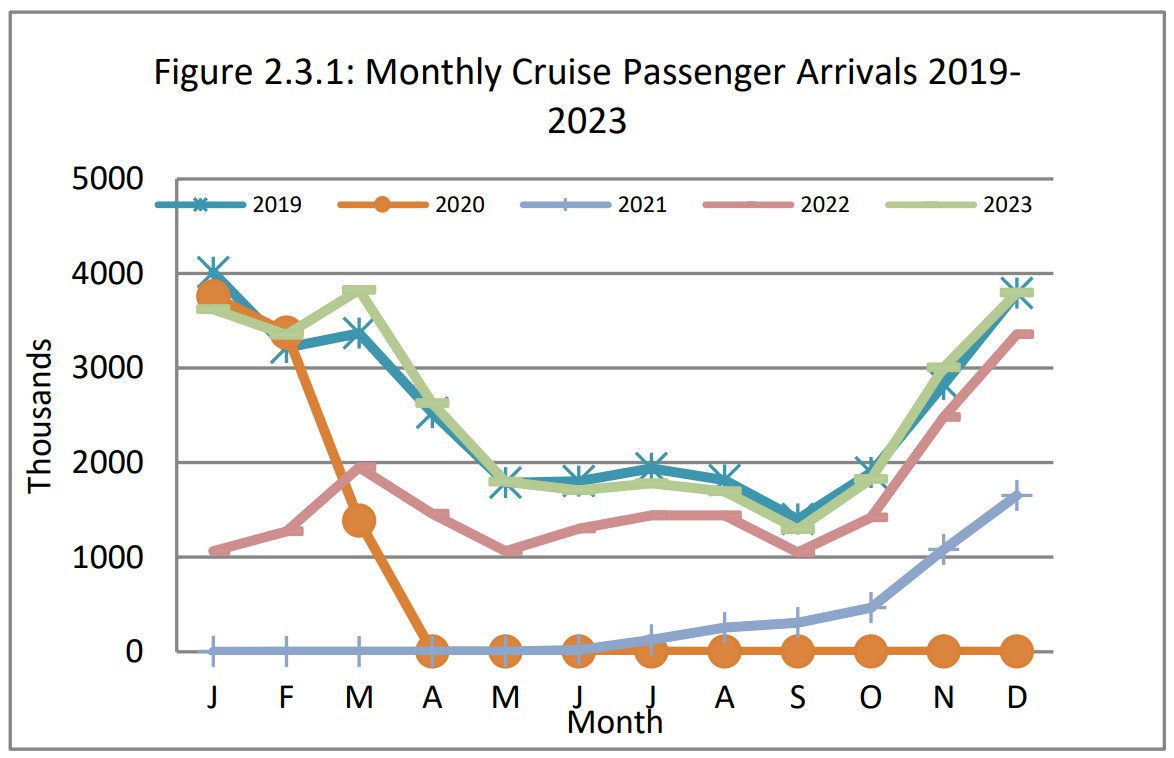 Figure 2.3.1: Monthly Cruise Passenger Arrivals 2019-
2023
5000
2019 2020 2021 2022 2023
4000
3000
Thousands
2000
1000
0
J F M A M J J A S O N D
Month